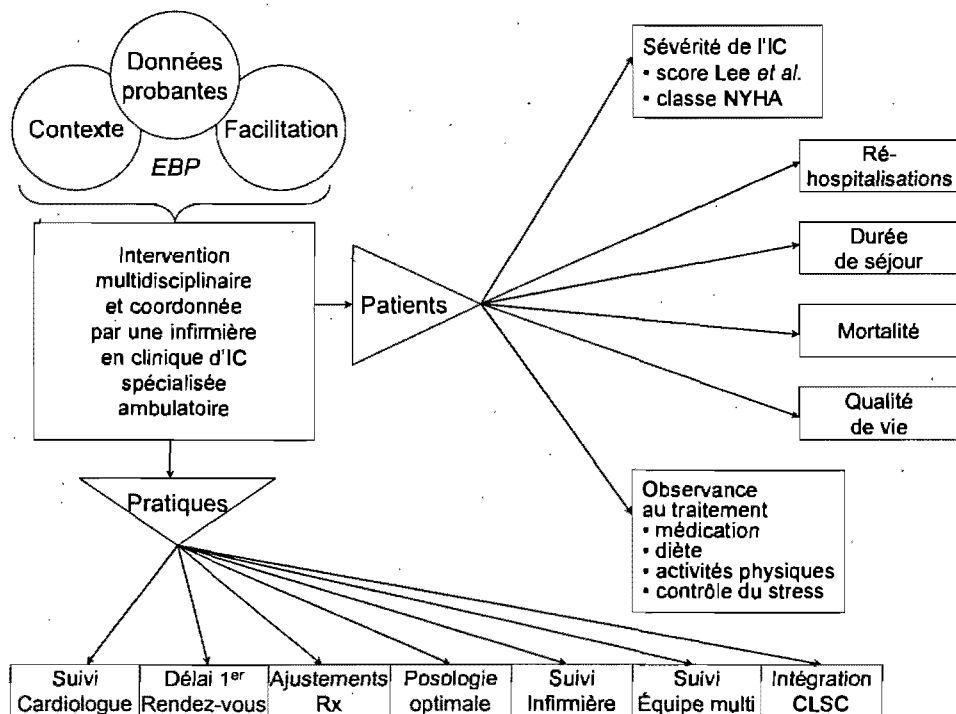 Données
probantes
Contexte
Facilitation
EBP
Intervention
multidisciplinaire
et coordonnée
par une infirmière
en clinique d'IC
spécialisée
ambulatoire
Patients
Pratiques
Sévérité de l'IC
• score Lee et al.
• classe NYHA
Ré-
hospitalisations
Durée
de séjour
Mortalité
Qualité
de vie
Observance
au traitement
• médication
• diète
• activités physiques
• contrôle du stress
Suivi
Cardiologue
Délai 1er
Rendez-vous
Ajustements
Rx
Posologie
optimale
Suivi
Infirmière
Suivi
Équipe multi
Intégration
CLSC